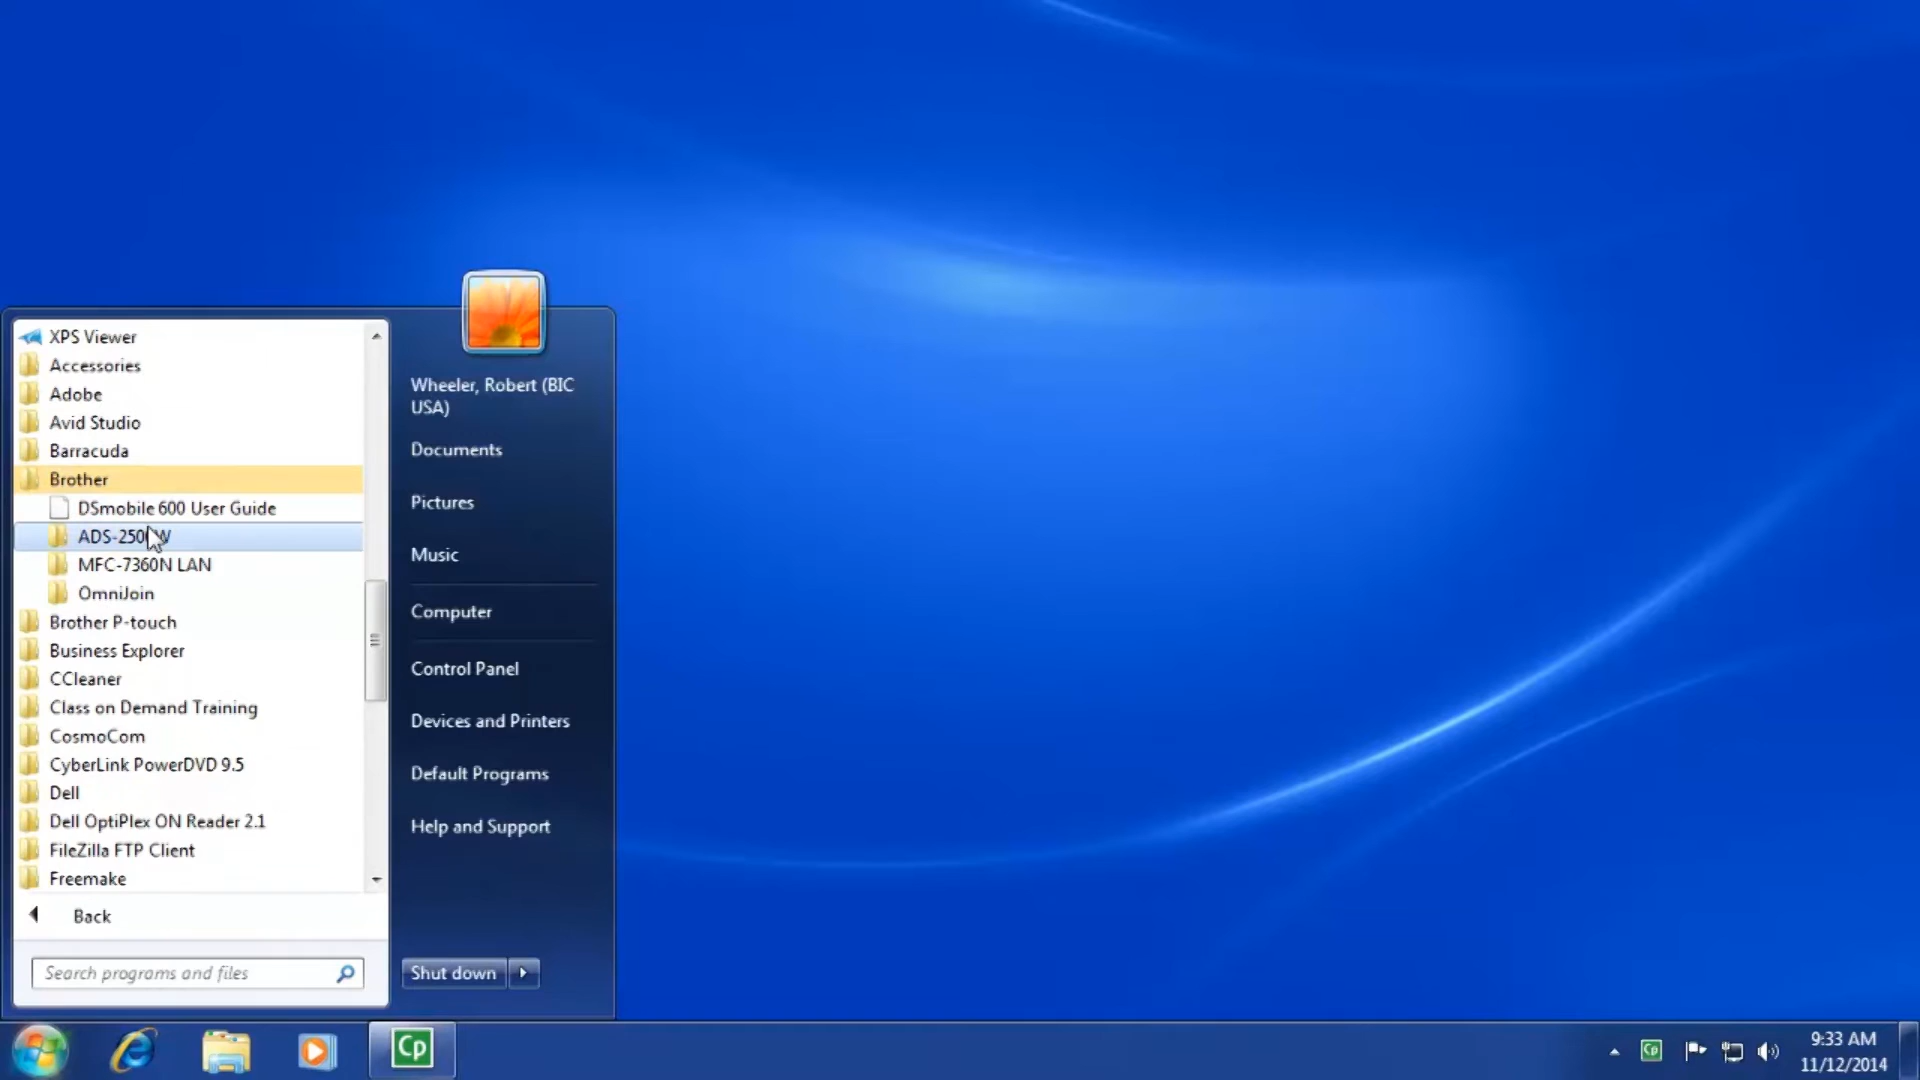 XPS Viewer
Accessories
Adobe
Avid Studio
Barracuda
Brother
DSmobile 600 User Guide
MFC-7360N LAN
OmniJoin
Brother P-touch
Business Explorer
CCleaner
Class on Demand Training
CosmoCom
CyberLink PowerDVD 9.5
Dell
Dell OptiPlex ON Reader 2.1
FileZilla FTP Client
Freemake
Back
Search programs and files
Wheeler, Robert (BIC
USA)
Documents
Pictures
Music
Computer
Control Panel
Devices and Printers
Default Programs
Help and Support
Shut down
Cp
Cp
9:33 AM
11/12/2014